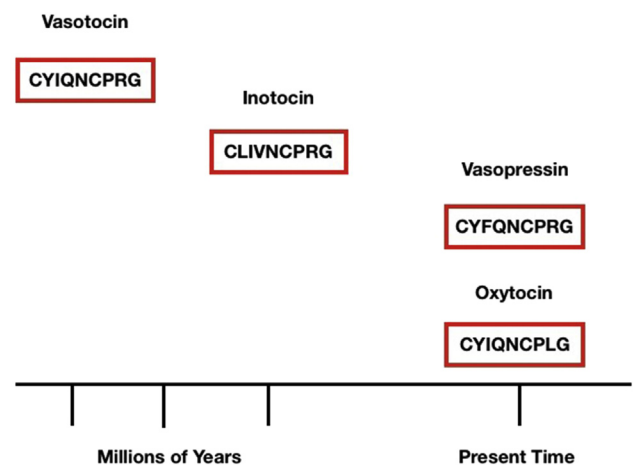 Vasotocin
CYIQNCPRG
Inotocin
CLIVNCPRG
Vasopressin
CYFQNCPRG
Oxytocin
CYIQNCPLG
Millions of Years
Present Time